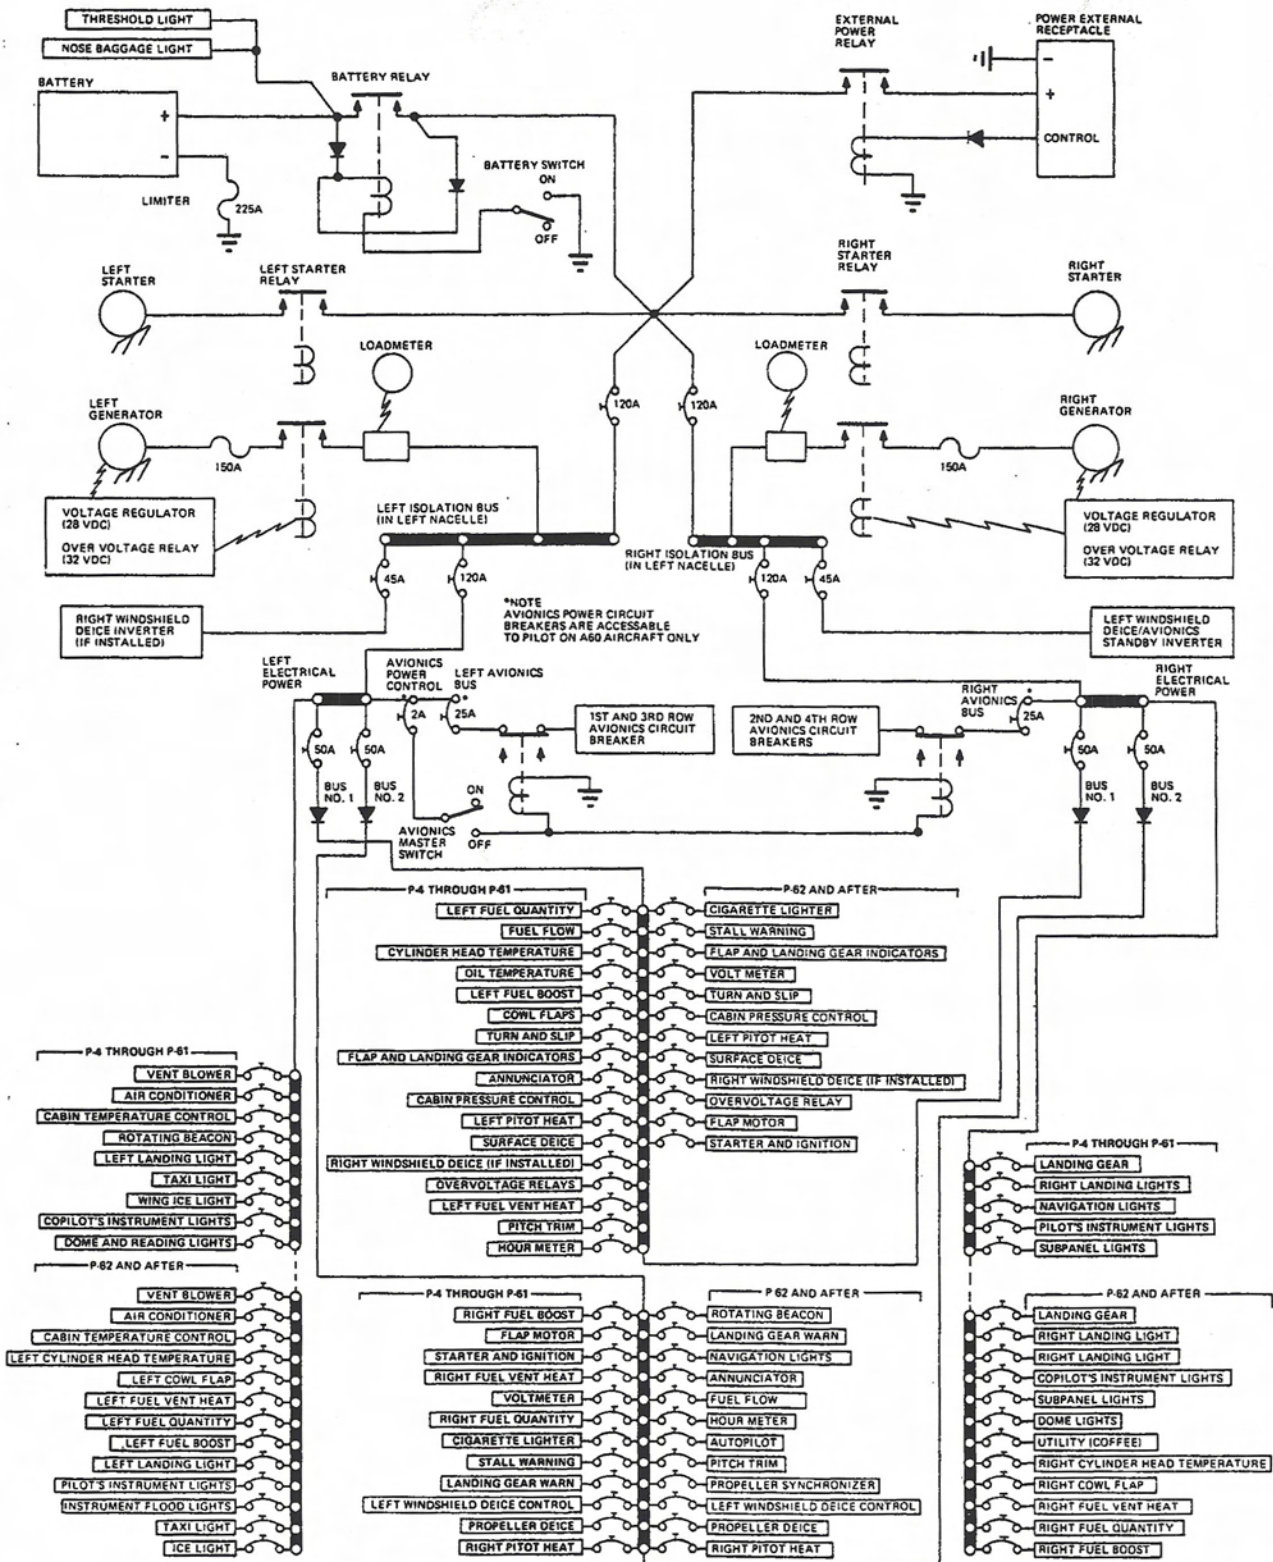 THRESHOLD LIGHT
NOSE BAGGAGE LIGHT
BATTERY
+
-
LIMITER
225A
BATTERY RELAY
BATTERY SWITCH
ON
OFF
EXTERNAL
POWER
RELAY
POWER EXTERNAL
RECEPTACLE
-
+
CONTROL
LEFT
STARTER
LEFT STARTER
RELAY
RIGHT
STARTER
RELAY
RIGHT
STARTER
LOADMETER
LOADMETER
120A
120A
LEFT
GENERATOR
150A
RIGHT
GENERATOR
150A
VOLTAGE REGULATOR
(28 VDC)
OVER VOLTAGE RELAY
(32 VDC)
LEFT ISOLATION BUS
(IN LEFT NACELLE)
RIGHT ISOLATION BUS
(IN LEFT NACELLE)
VOLTAGE REGULATOR
(28 VDC)
OVER VOLTAGE RELAY
(32 VDC)
45A
120A
120A
45A
*NOTE
AVIONICS POWER CIRCUIT
BREAKERS ARE ACCESSABLE
TO PILOT ON A60 AIRCRAFT ONLY
RIGHT WINDSHIELD
DEICE INVERTER
(IF INSTALLED)
LEFT WINDSHIELD
DEICE/AVIONICS
STANDBY INVERTER
LEFT
ELECTRICAL
POWER
AVIONICS
POWER
CONTROL
*
2A
LEFT AVIONICS
BUS
*
25A
1ST AND 3RD ROW
AVIONICS CIRCUIT
BREAKER
2ND AND 4TH ROW
AVIONICS CIRCUIT
BREAKERS
RIGHT
AVIONICS
BUS
*
25A
RIGHT
ELECTRICAL
POWER
50A
50A
BUS
NO. 1
BUS
NO. 2
ON
OFF
AVIONICS
MASTER
SWITCH
50A
50A
BUS
NO. 1
BUS
NO. 2
P-4 THROUGH P-61
LEFT FUEL QUANTITY
FUEL FLOW
CYLINDER HEAD TEMPERATURE
OIL TEMPERATURE
LEFT FUEL BOOST
COWL FLAPS
TURN AND SLIP
FLAP AND LANDING GEAR INDICATORS
ANNUNCIATOR
CABIN PRESSURE CONTROL
LEFT PITOT HEAT
SURFACE DEICE
RIGHT WINDSHIELD DEICE (IF INSTALLED)
OVERVOLTAGE RELAYS
LEFT FUEL VENT HEAT
PITCH TRIM
HOUR METER
P-62 AND AFTER
CIGARETTE LIGHTER
STALL WARNING
FLAP AND LANDING GEAR INDICATORS
VOLT METER
TURN AND SLIP
CABIN PRESSURE CONTROL
LEFT PITOT HEAT
SURFACE DEICE
RIGHT WINDSHIELD DEICE (IF INSTALLED)
OVERVOLTAGE RELAY
FLAP MOTOR
STARTER AND IGNITION
P-4 THROUGH P-61
VENT BLOWER
AIR CONDITIONER
CABIN TEMPERATURE CONTROL
ROTATING BEACON
LEFT LANDING LIGHT
TAXI LIGHT
WING ICE LIGHT
COPILOT'S INSTRUMENT LIGHTS
DOME AND READING LIGHTS
P-62 AND AFTER
VENT BLOWER
AIR CONDITIONER
CABIN TEMPERATURE CONTROL
LEFT CYLINDER HEAD TEMPERATURE
LEFT COWL FLAP
LEFT FUEL VENT HEAT
LEFT FUEL QUANTITY
LEFT FUEL BOOST
LEFT LANDING LIGHT
PILOT'S INSTRUMENT LIGHTS
INSTRUMENT FLOOD LIGHTS
TAXI LIGHT
ICE LIGHT
P-4 THROUGH P-61
RIGHT FUEL BOOST
FLAP MOTOR
STARTER AND IGNITION
RIGHT FUEL VENT HEAT
VOLTMETER
RIGHT FUEL QUANTITY
CIGARETTE LIGHTER
STALL WARNING
LANDING GEAR WARN
LEFT WINDSHIELD DEICE CONTROL
PROPELLER DEICE
RIGHT PITOT HEAT
P 62 AND AFTER
ROTATING BEACON
LANDING GEAR WARN
NAVIGATION LIGHTS
ANNUNCIATOR
FUEL FLOW
HOUR METER
AUTOPILOT
PITCH TRIM
PROPELLER SYNCHRONIZER
LEFT WINDSHIELD DEICE CONTROL
PROPELLER DEICE
RIGHT PITOT HEAT
P-4 THROUGH P-61
LANDING GEAR
RIGHT LANDING LIGHTS
NAVIGATION LIGHTS
PILOT'S INSTRUMENT LIGHTS
SUBPANEL LIGHTS
P-62 AND AFTER
LANDING GEAR
RIGHT LANDING LIGHT
RIGHT LANDING LIGHT
COPILOT'S INSTRUMENT LIGHTS
SUBPANEL LIGHTS
DOME LIGHTS
UTILITY (COFFEE)
RIGHT CYLINDER HEAD TEMPERATURE
RIGHT COWL FLAP
RIGHT FUEL VENT HEAT
RIGHT FUEL QUANTITY
RIGHT FUEL BOOST